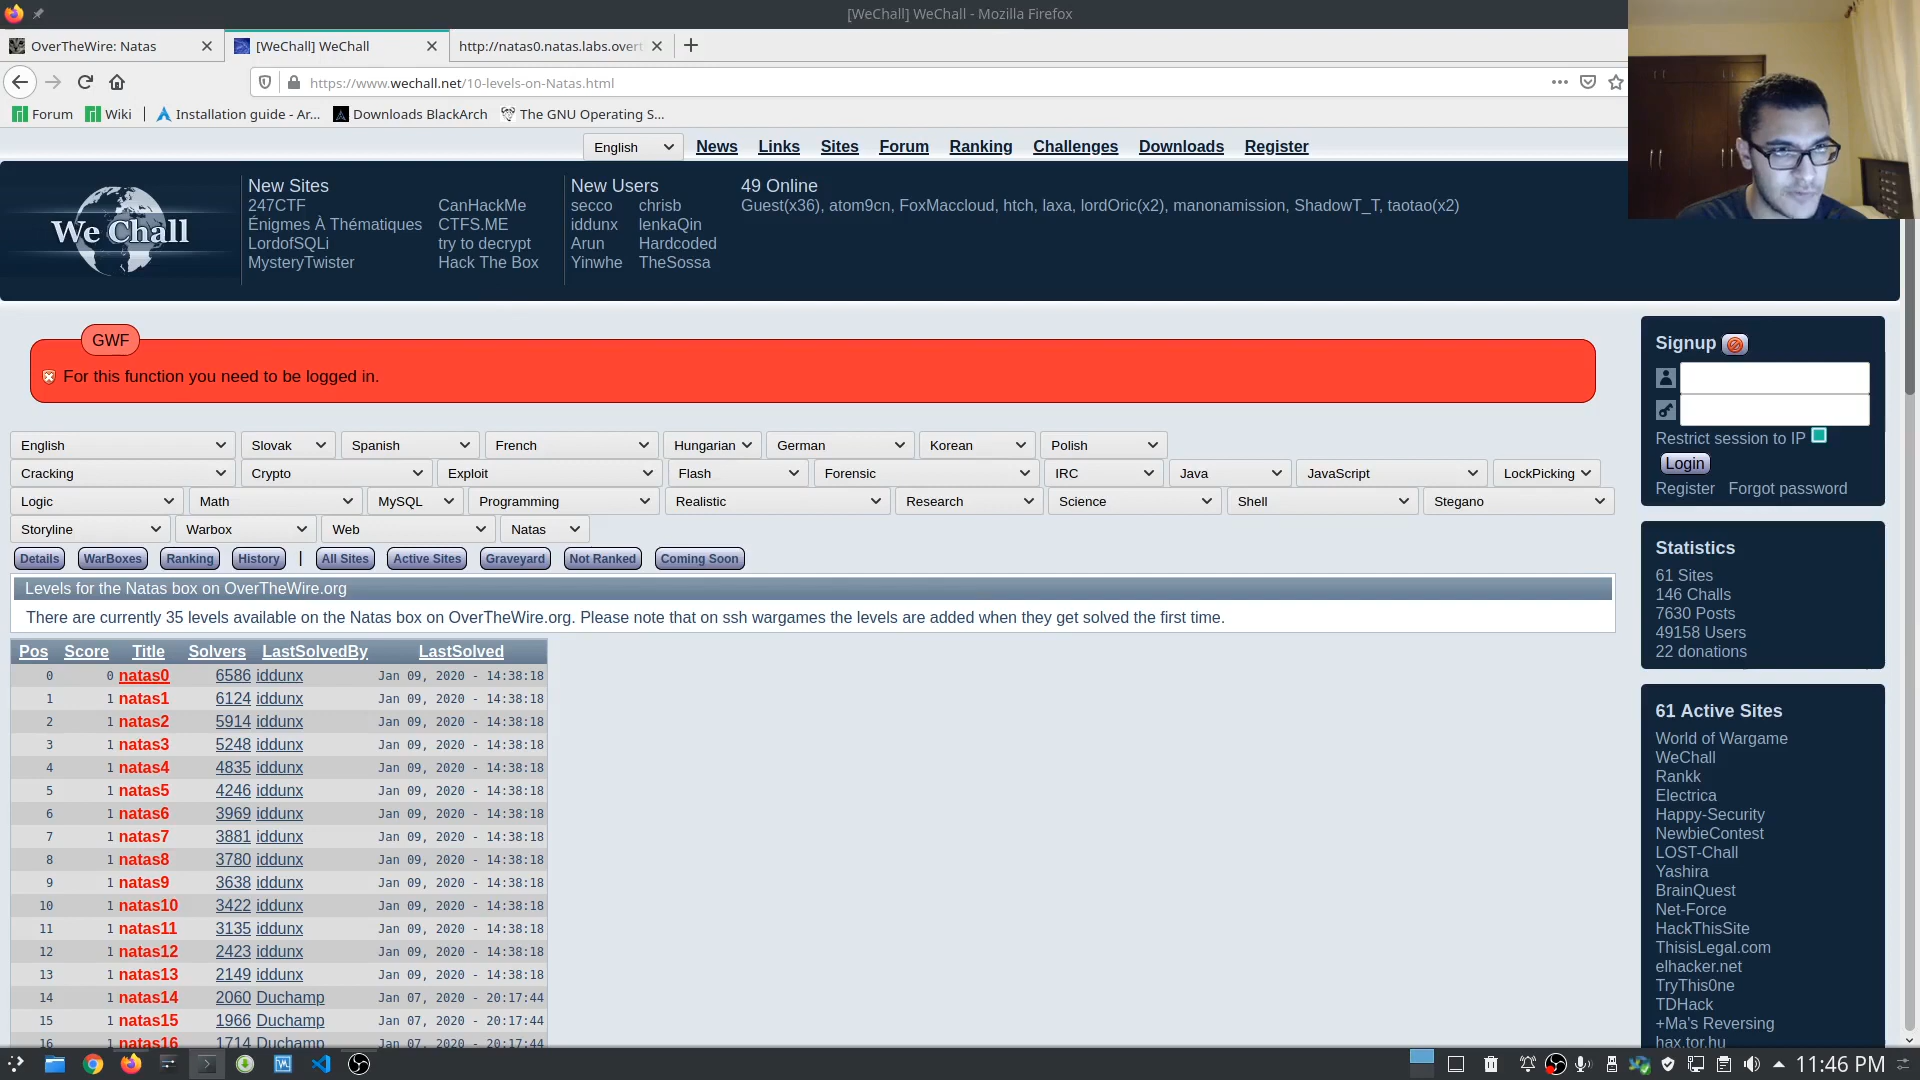 [WeChall] WeChall - Mozilla Firefox
OverTheWire: Natas
[WeChall] WeChall
http://natas0.natas.labs.overt
https://www.wechall.net/10-levels-on-Natas.html
Forum
Wiki
Installation guide - Ar...
Downloads BlackArch
The GNU Operating S...
English
News Links Sites Forum Ranking Challenges Downloads Register
We Chall
New Sites
247CTF CanHackMe
Énigmes À Thématiques CTFS.ME
LordofSQLi try to decrypt
MysteryTwister Hack The Box
New Users
secco chrisb
iddunx lenkaQin
Arun Hardcoded
Yinwhe TheSossa
49 Online
Guest(x36), atom9cn, FoxMaccloud, htch, laxa, lordOric(x2), manonamission, ShadowT_T, taotao(x2)
GWF
For this function you need to be logged in.
English Slovak Spanish French Hungarian German Korean Polish
Cracking Crypto Exploit Flash Forensic IRC Java JavaScript LockPicking
Logic Math MySQL Programming Realistic Research Science Shell Stegano
Storyline Warbox Web Natas
Details WarBoxes Ranking History | All Sites Active Sites Graveyard Not Ranked Coming Soon
Levels for the Natas box on OverTheWire.org
There are currently 35 levels available on the Natas box on OverTheWire.org. Please note that on ssh wargames the levels are added when they get solved the first time.
Pos Score Title Solvers LastSolvedBy LastSolved
0 0 natas0 6586 iddunx Jan 09, 2020 - 14:38:18
1 1 natas1 6124 iddunx Jan 09, 2020 - 14:38:18
2 1 natas2 5914 iddunx Jan 09, 2020 - 14:38:18
3 1 natas3 5248 iddunx Jan 09, 2020 - 14:38:18
4 1 natas4 4835 iddunx Jan 09, 2020 - 14:38:18
5 1 natas5 4246 iddunx Jan 09, 2020 - 14:38:18
6 1 natas6 3969 iddunx Jan 09, 2020 - 14:38:18
7 1 natas7 3881 iddunx Jan 09, 2020 - 14:38:18
8 1 natas8 3780 iddunx Jan 09, 2020 - 14:38:18
9 1 natas9 3638 iddunx Jan 09, 2020 - 14:38:18
10 1 natas10 3422 iddunx Jan 09, 2020 - 14:38:18
11 1 natas11 3135 iddunx Jan 09, 2020 - 14:38:18
12 1 natas12 2423 iddunx Jan 09, 2020 - 14:38:18
13 1 natas13 2149 iddunx Jan 09, 2020 - 14:38:18
14 1 natas14 2060 Duchamp Jan 07, 2020 - 20:17:44
15 1 natas15 1966 Duchamp Jan 07, 2020 - 20:17:44
16 1 natas16 1714 Duchamp Jan 07, 2020 - 20:17:44
Signup
Restrict session to IP
Login
Register Forgot password
Statistics
61 Sites
146 Challs
7630 Posts
49158 Users
22 donations
61 Active Sites
World of Wargame
WeChall
Rankk
Electrica
Happy-Security
NewbieContest
LOST-Chall
Yashira
BrainQuest
Net-Force
HackThisSite
ThisisLegal.com
elhacker.net
TryThis0ne
TDHack
+Ma's Reversing
hax.tor.hu
11:46 PM